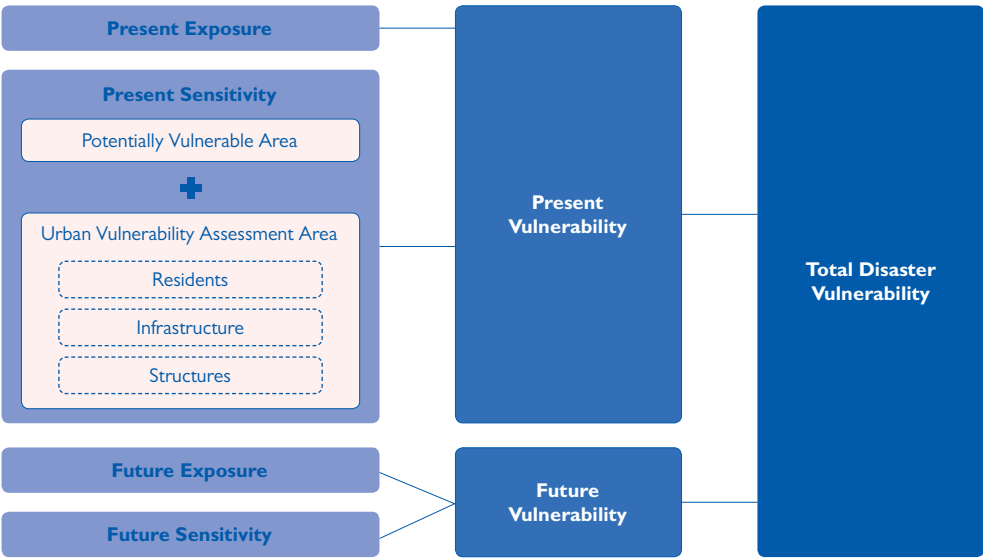 Present Exposure
Present Sensitivity
Potentially Vulnerable Area
Urban Vulnerability Assessment Area
Residents
Infrastructure
Structures
Future Exposure
Future Sensitivity
Present
Vulnerability
Future
Vulnerability
Total Disaster
Vulnerability